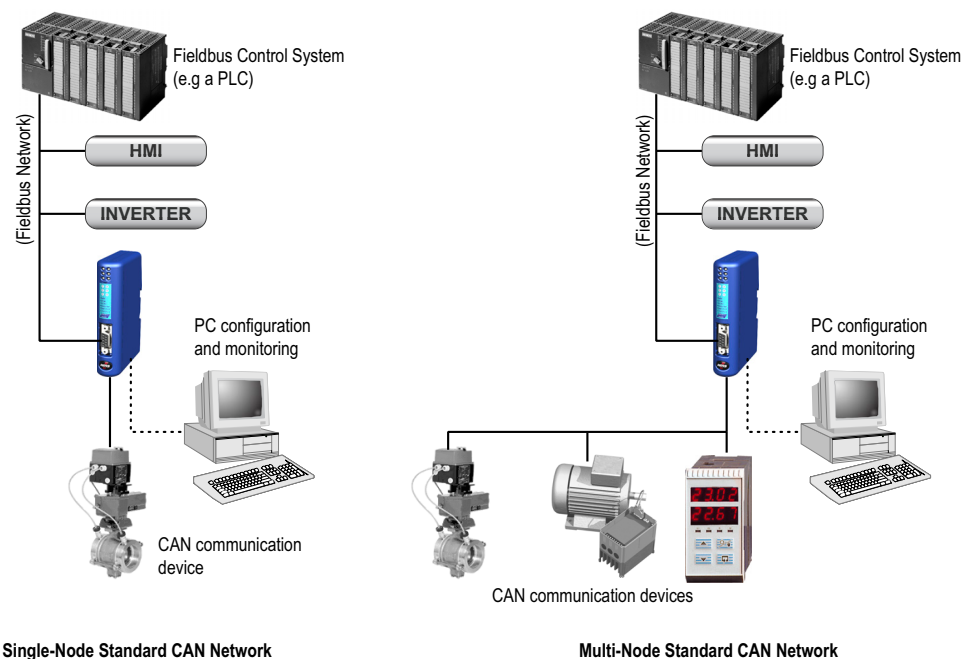 Fieldbus Control System
(e.g a PLC)
(Fieldbus Network)
HMI
INVERTER
PC configuration
and monitoring
CAN communication
device
Single-Node Standard CAN Network
Fieldbus Control System
(e.g a PLC)
(Fieldbus Network)
HMI
INVERTER
PC configuration
and monitoring
23.02
22.67
CAN communication devices
Multi-Node Standard CAN Network